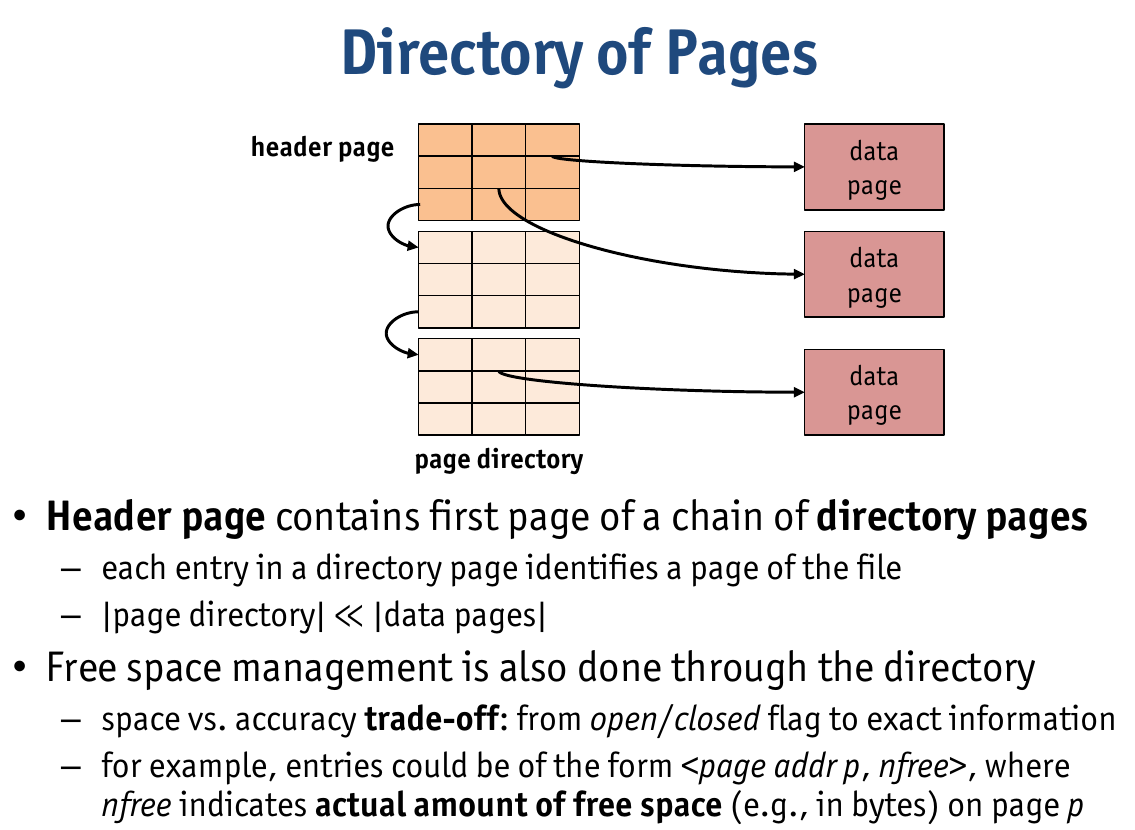 Directory of Pages
header page
data
page
data
page
data
page
page directory
• Header page contains first page of a chain of directory pages
– each entry in a directory page identifies a page of the file
– |page directory| ≪ |data pages|
• Free space management is also done through the directory
– space vs. accuracy trade-off: from open/closed flag to exact information
– for example, entries could be of the form <page addr p, nfree>, where
nfree indicates actual amount of free space (e.g., in bytes) on page p